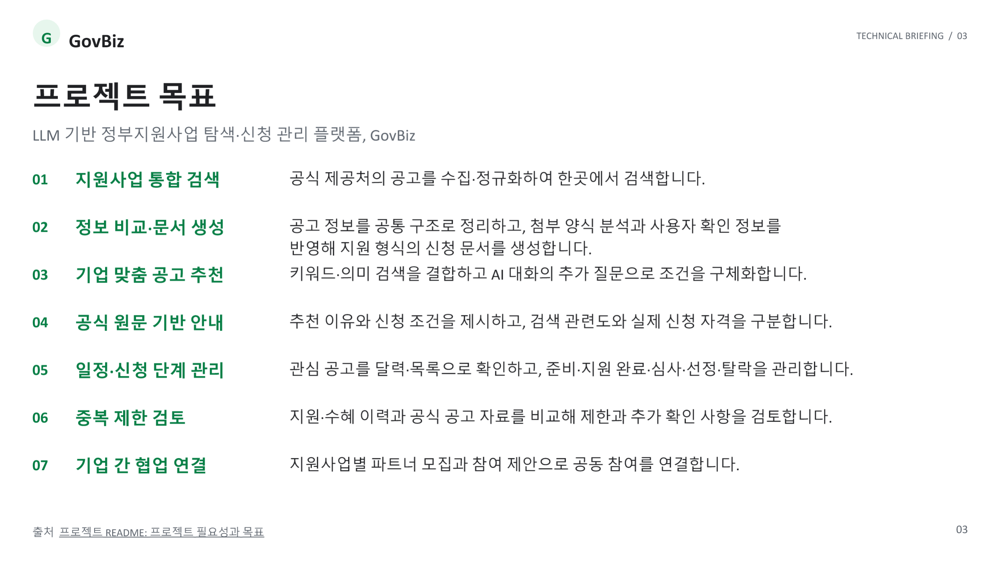 G GovBiz
TECHNICAL BRIEFING / 03
프로젝트 목표
LLM 기반 정부지원사업 탐색·신청 관리 플랫폼, GovBiz
01 지원사업 통합 검색 공식 제공처의 공고를 수집·정규화하여 한곳에서 검색합니다.
02 정보 비교·문서 생성 공고 정보를 공통 구조로 정리하고, 첨부 양식 분석과 사용자 확인 정보를
반영해 지원 형식의 신청 문서를 생성합니다.
03 기업 맞춤 공고 추천 키워드·의미 검색을 결합하고 AI 대화의 추가 질문으로 조건을 구체화합니다.
04 공식 원문 기반 안내 추천 이유와 신청 조건을 제시하고, 검색 관련도와 실제 신청 자격을 구분합니다.
05 일정·신청 단계 관리 관심 공고를 달력·목록으로 확인하고, 준비·지원 완료·심사·선정·탈락을 관리합니다.
06 중복 제한 검토 지원·수혜 이력과 공식 공고 자료를 비교해 제한과 추가 확인 사항을 검토합니다.
07 기업 간 협업 연결 지원사업별 파트너 모집과 참여 제안으로 공동 참여를 연결합니다.
출처 프로젝트 README: 프로젝트 필요성과 목표
03